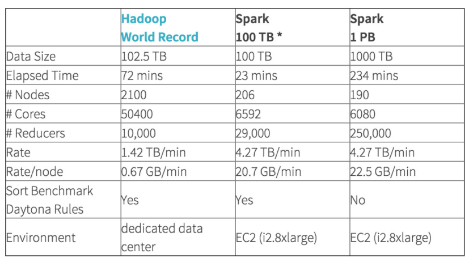 Hadoop World Record | Spark 100 TB * | Spark 1 PB
Data Size | 102.5 TB | 100 TB | 1000 TB
Elapsed Time | 72 mins | 23 mins | 234 mins
# Nodes | 2100 | 206 | 190
# Cores | 50400 | 6592 | 6080
# Reducers | 10,000 | 29,000 | 250,000
Rate | 1.42 TB/min | 4.27 TB/min | 4.27 TB/min
Rate/node | 0.67 GB/min | 20.7 GB/min | 22.5 GB/min
Sort Benchmark Daytona Rules | Yes | Yes | No
Environment | dedicated data center | EC2 (i2.8xlarge) | EC2 (i2.8xlarge)